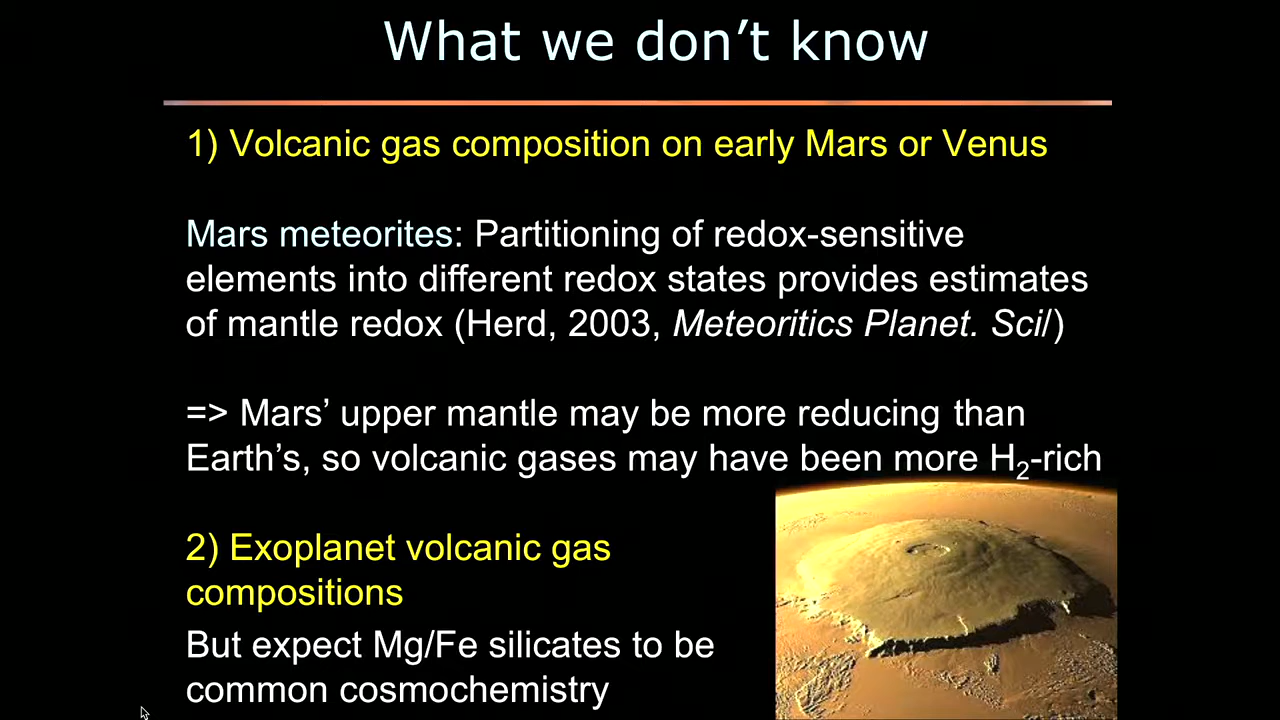 What we don’t know
1) Volcanic gas composition on early Mars or Venus
Mars meteorites: Partitioning of redox-sensitive
elements into different redox states provides estimates
of mantle redox (Herd, 2003, Meteoritics Planet. Sci/)
=> Mars’ upper mantle may be more reducing than
Earth’s, so volcanic gases may have been more H₂-rich
2) Exoplanet volcanic gas
compositions
But expect Mg/Fe silicates to be
common cosmochemistry